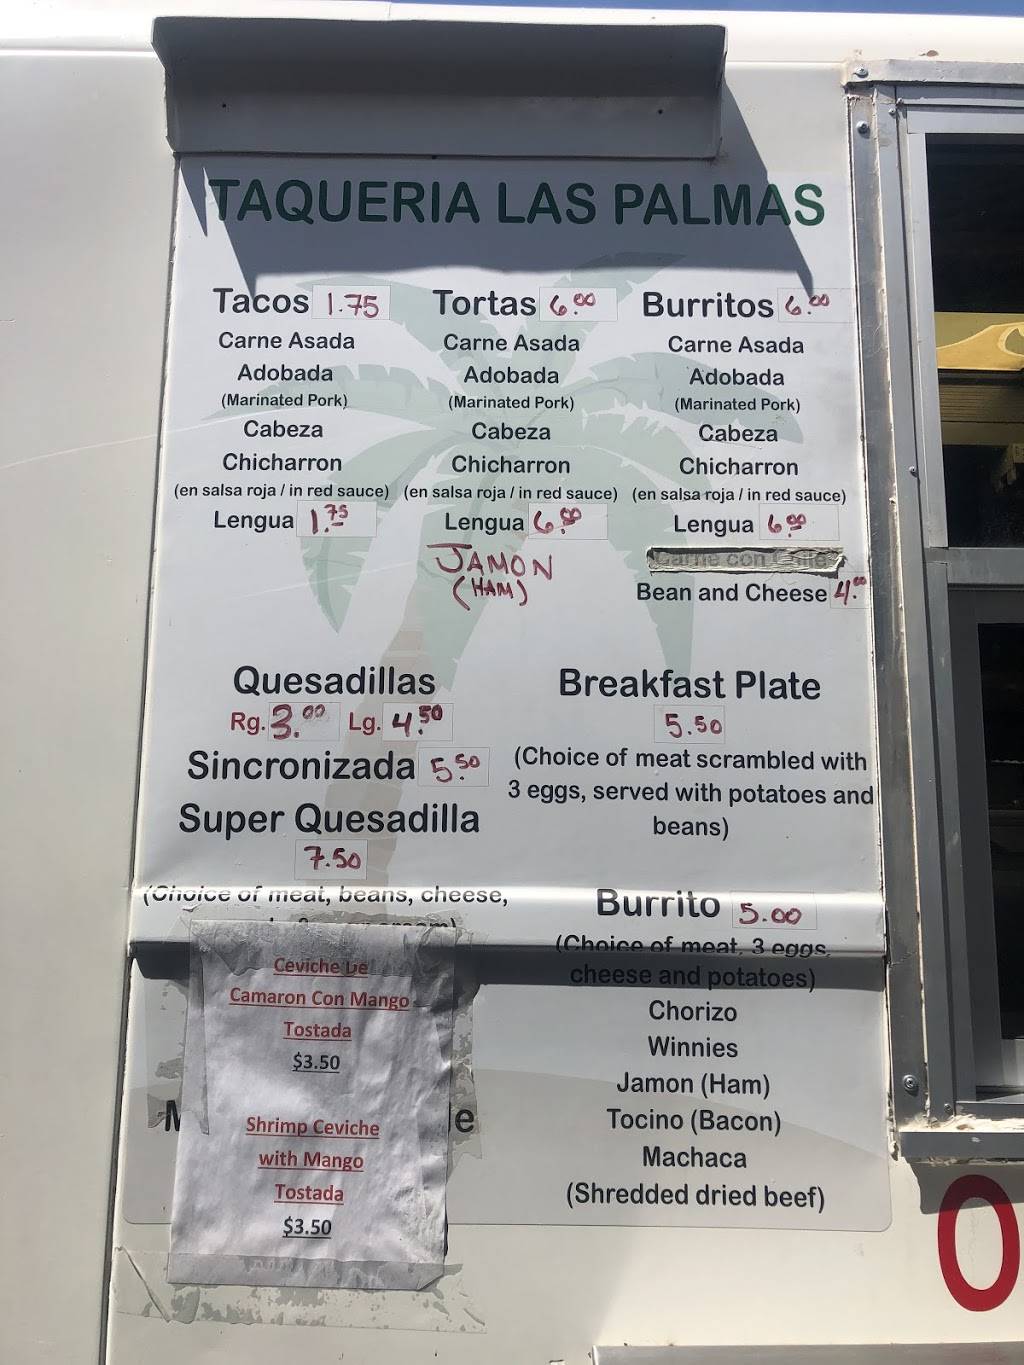 TAQUERIA LAS PALMAS
Tacos 1.75
Carne Asada
Adobada
(Marinated Pork)
Cabeza
Chicharron
(en salsa roja / in red sauce)
Lengua 1.75
Tortas 6.00
Carne Asada
Adobada
(Marinated Pork)
Cabeza
Chicharron
(en salsa roja / in red sauce)
Lengua 6.00
JAMON
(HAM)
Burritos 6.00
Carne Asada
Adobada
(Marinated Pork)
Cabeza
Chicharron
(en salsa roja / in red sauce)
Lengua 6.00
Carne con Chile
Bean and Cheese 4.00
Quesadillas
Rg. 3.00 Lg. 4.50
Sincronizada 5.50
Super Quesadilla
7.50
(Choice of meat, beans, cheese,
Ceviche De
Camaron Con Mango
Tostada
$3.50
Shrimp Ceviche
with Mango
Tostada
$3.50
Breakfast Plate
5.50
(Choice of meat scrambled with
3 eggs, served with potatoes and
beans)
Burrito 5.00
(Choice of meat, 3 eggs,
cheese and potatoes)
Chorizo
Winnies
Jamon (Ham)
Tocino (Bacon)
Machaca
(Shredded dried beef)
O